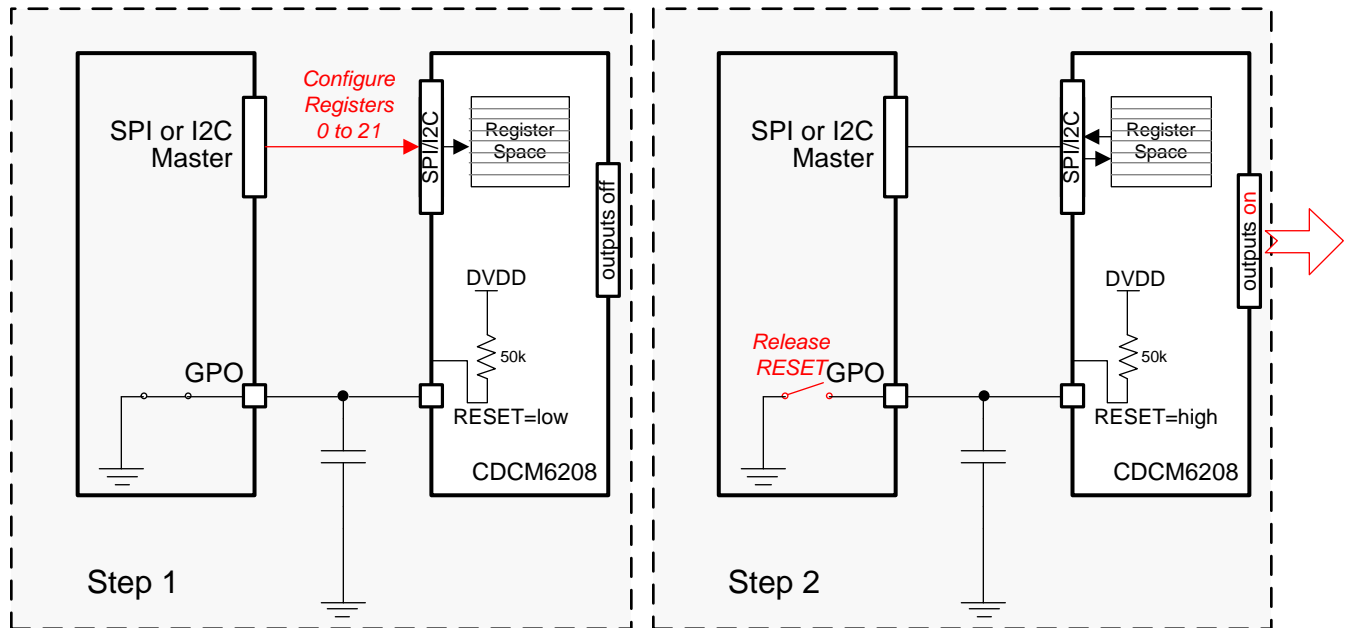 Configure
Registers
0 to 21
SPI or I2C
Master
SPI/I2C
Register
Space
outputs off
DVDD
50k
GPO
RESET=low
CDCM6208
Step 1
SPI or I2C
Master
SPI/I2C
Register
Space
outputs on
DVDD
50k
Release
RESET
GPO
RESET=high
CDCM6208
Step 2